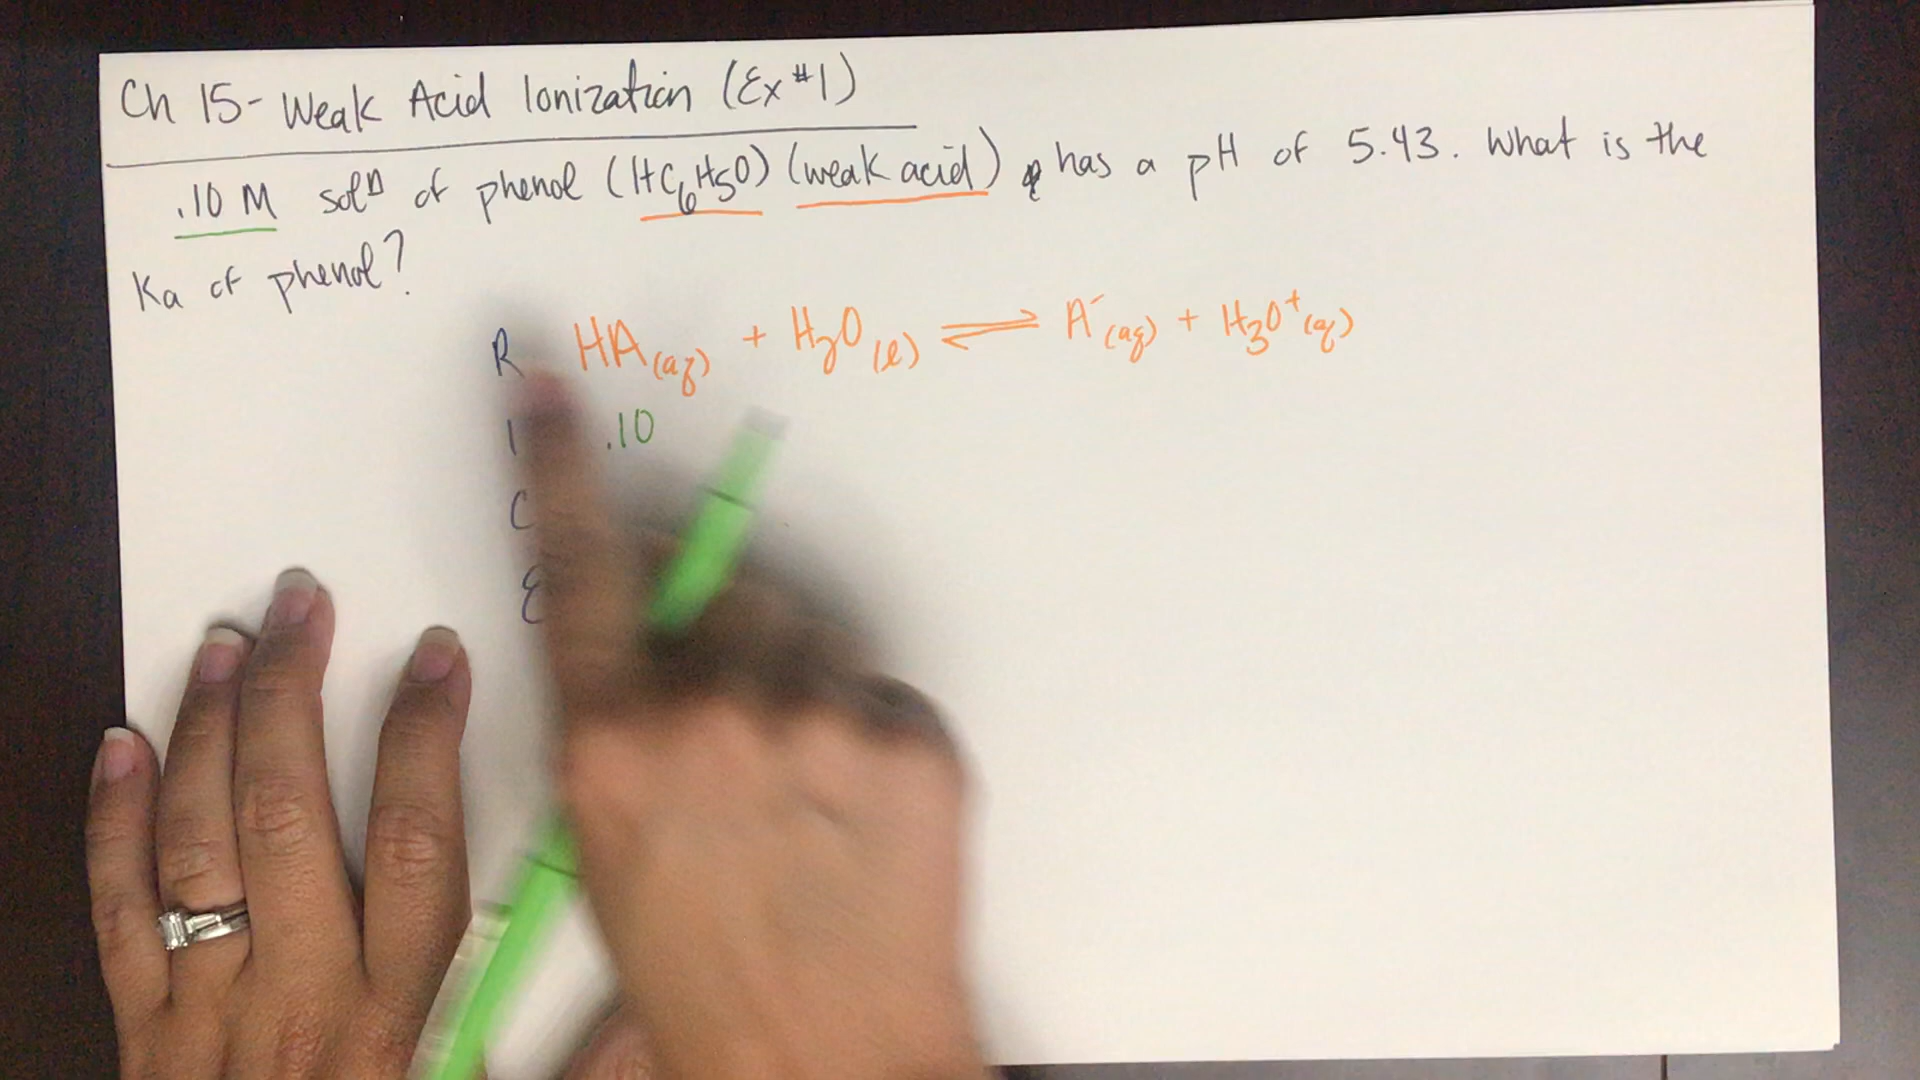 Ch 15- Weak Acid Ionization (Ex #1)
.10 M solⁿ of phenol (HC₆H₅O) (weak acid) has a pH of 5.43. What is the
Ka of phenol?
R HA(aq) + H₂O(l) ⇌ A⁻(aq) + H₃O⁺(aq)
I .10
C
E